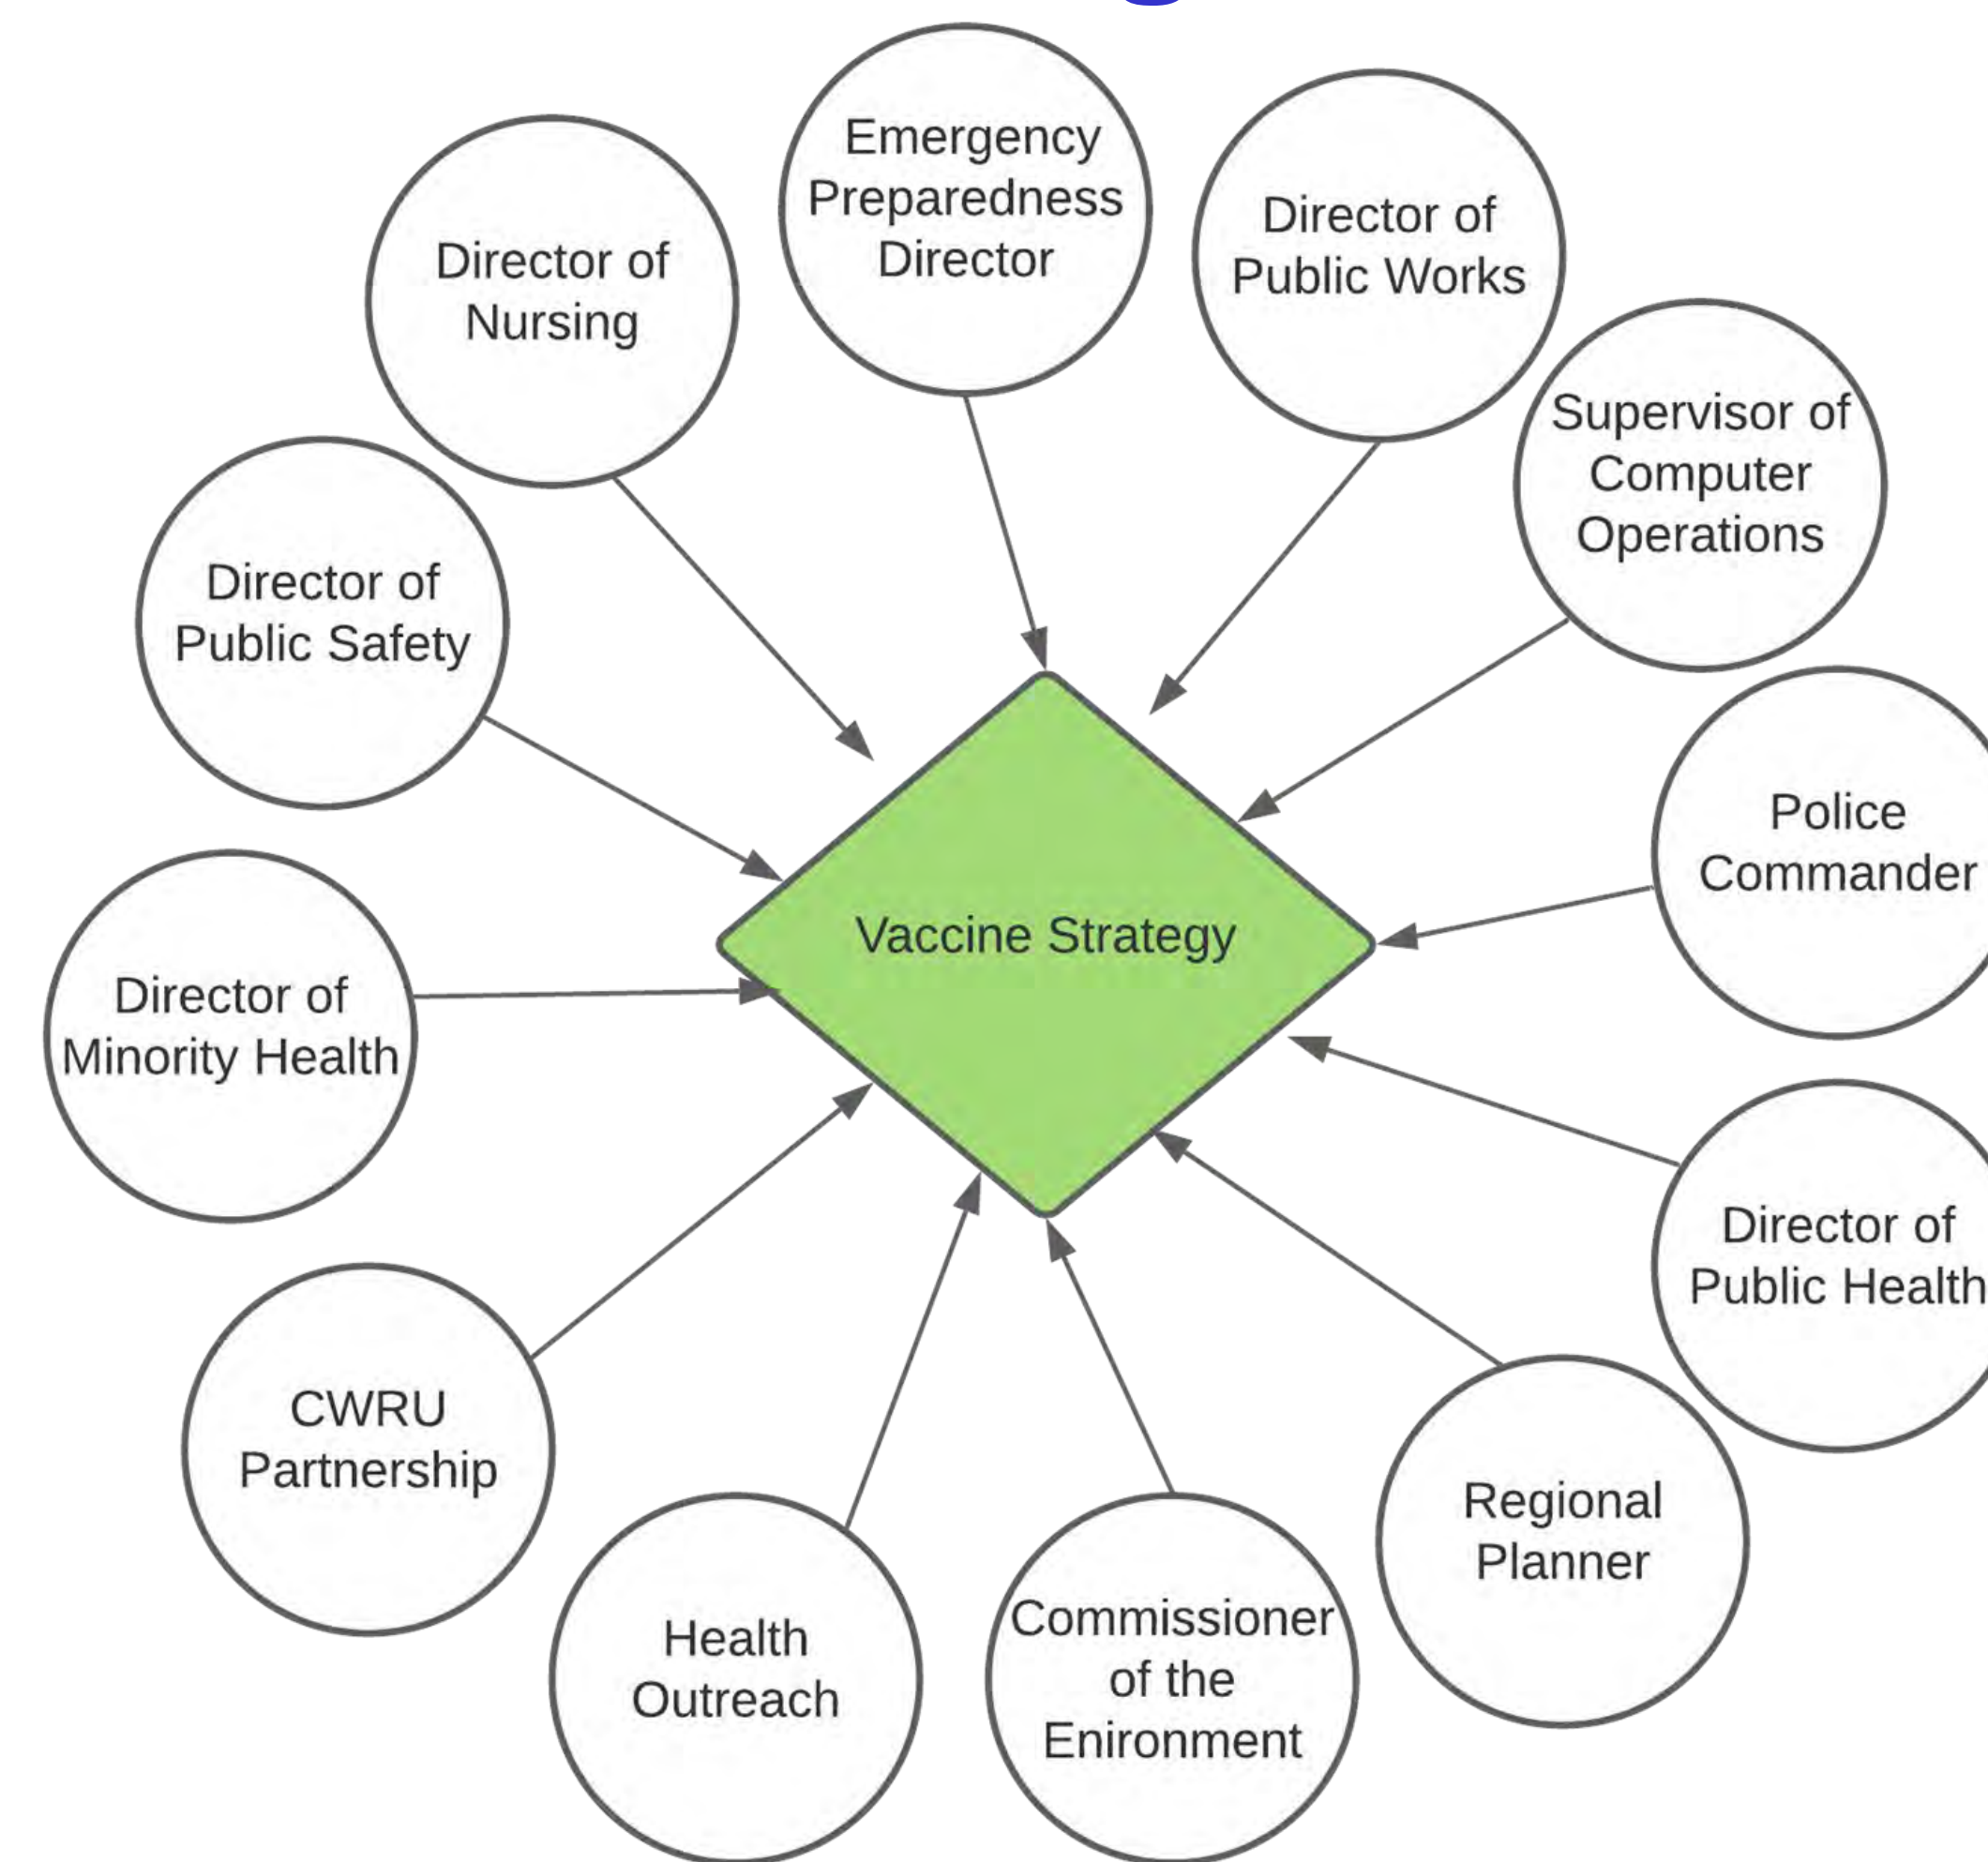 Emergency
Preparedness
Director
Director of
Public Works
Director of
Nursing
Supervisor of
Computer
Operations
Director of
Public Safety
Police
Commander
Vaccine Strategy
Director of
Minority Health
Director of
Public Health
CWRU
Partnership
Regional
Planner
Health
Outreach
Commissioner
of the
Enironment